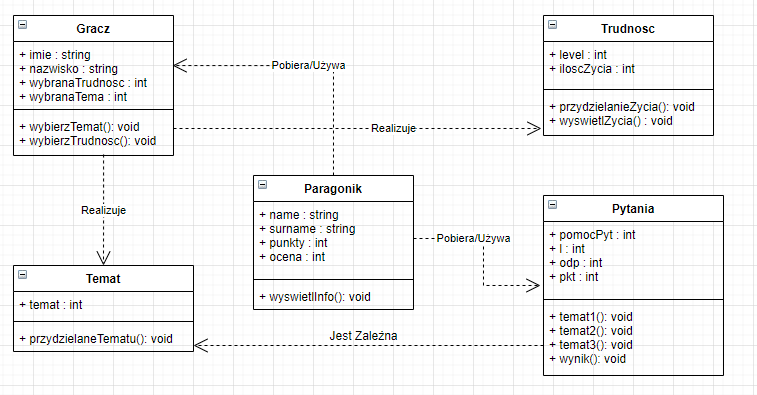 Gracz
+ imie : string
+ nazwisko : string
+ wybranaTrudnosc : int
+ wybranaTema : int
+ wybierzTemat(): void
+ wybierzTrudnosc(): void
Pobiera/Używa
Realizuje
Trudnosc
+ level : int
+ iloscZycia : int
+ przydzielanieZycia(): void
+ wyswietlZycia() : void
Realizuje
Paragonik
+ name : string
+ surname : string
+ punkty : int
+ ocena : int
+ wyswietlInfo(): void
Pobiera/Używa
Pytania
+ pomocPyt : int
+ l : int
+ odp : int
+ pkt : int
+ temat1(): void
+ temat2(): void
+ temat3(): void
+ wynik(): void
Temat
+ temat : int
+ przydzielaneTematu(): void
Jest Zależna